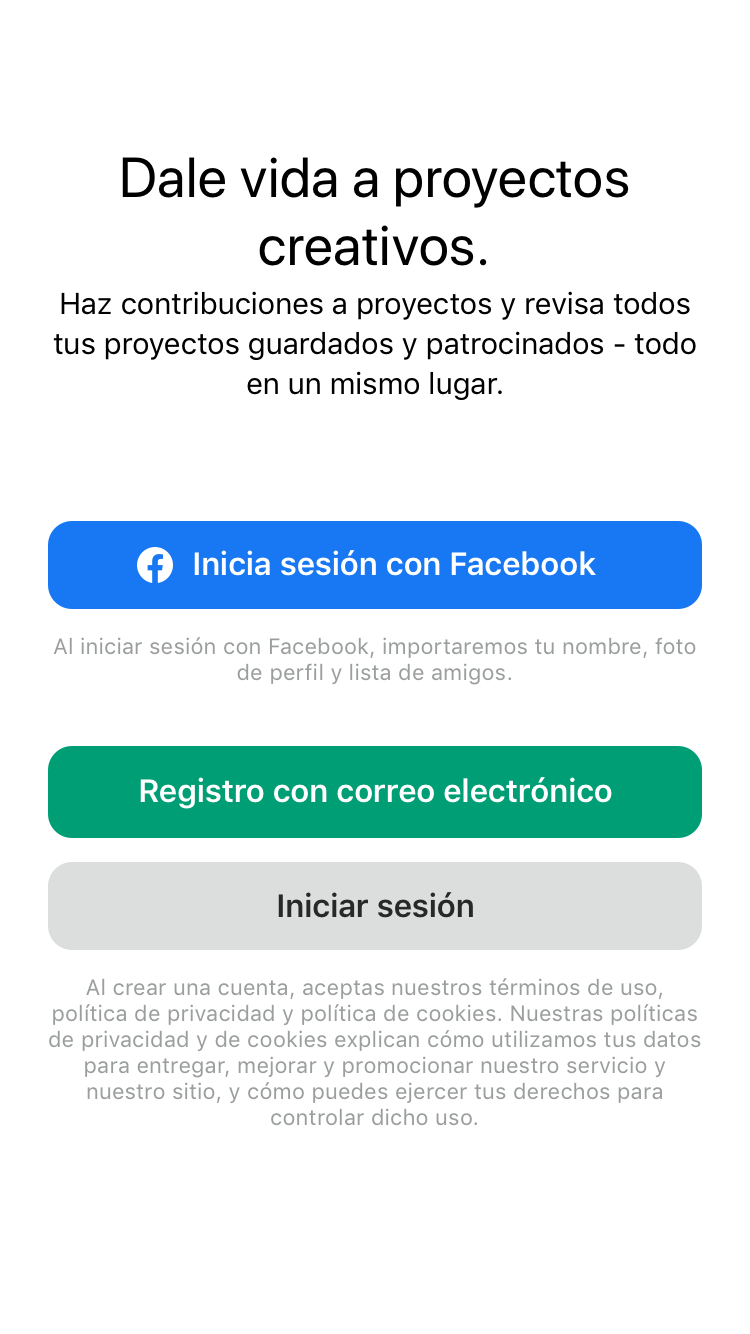 Dale vida a proyectos
creativos.
Haz contribuciones a proyectos y revisa todos
tus proyectos guardados y patrocinados - todo
en un mismo lugar.
Inicia sesión con Facebook
Al iniciar sesión con Facebook, importaremos tu nombre, foto
de perfil y lista de amigos.
Registro con correo electrónico
Iniciar sesión
Al crear una cuenta, aceptas nuestros términos de uso,
política de privacidad y política de cookies. Nuestras políticas
de privacidad y de cookies explican cómo utilizamos tus datos
para entregar, mejorar y promocionar nuestro servicio y
nuestro sitio, y cómo puedes ejercer tus derechos para
controlar dicho uso.